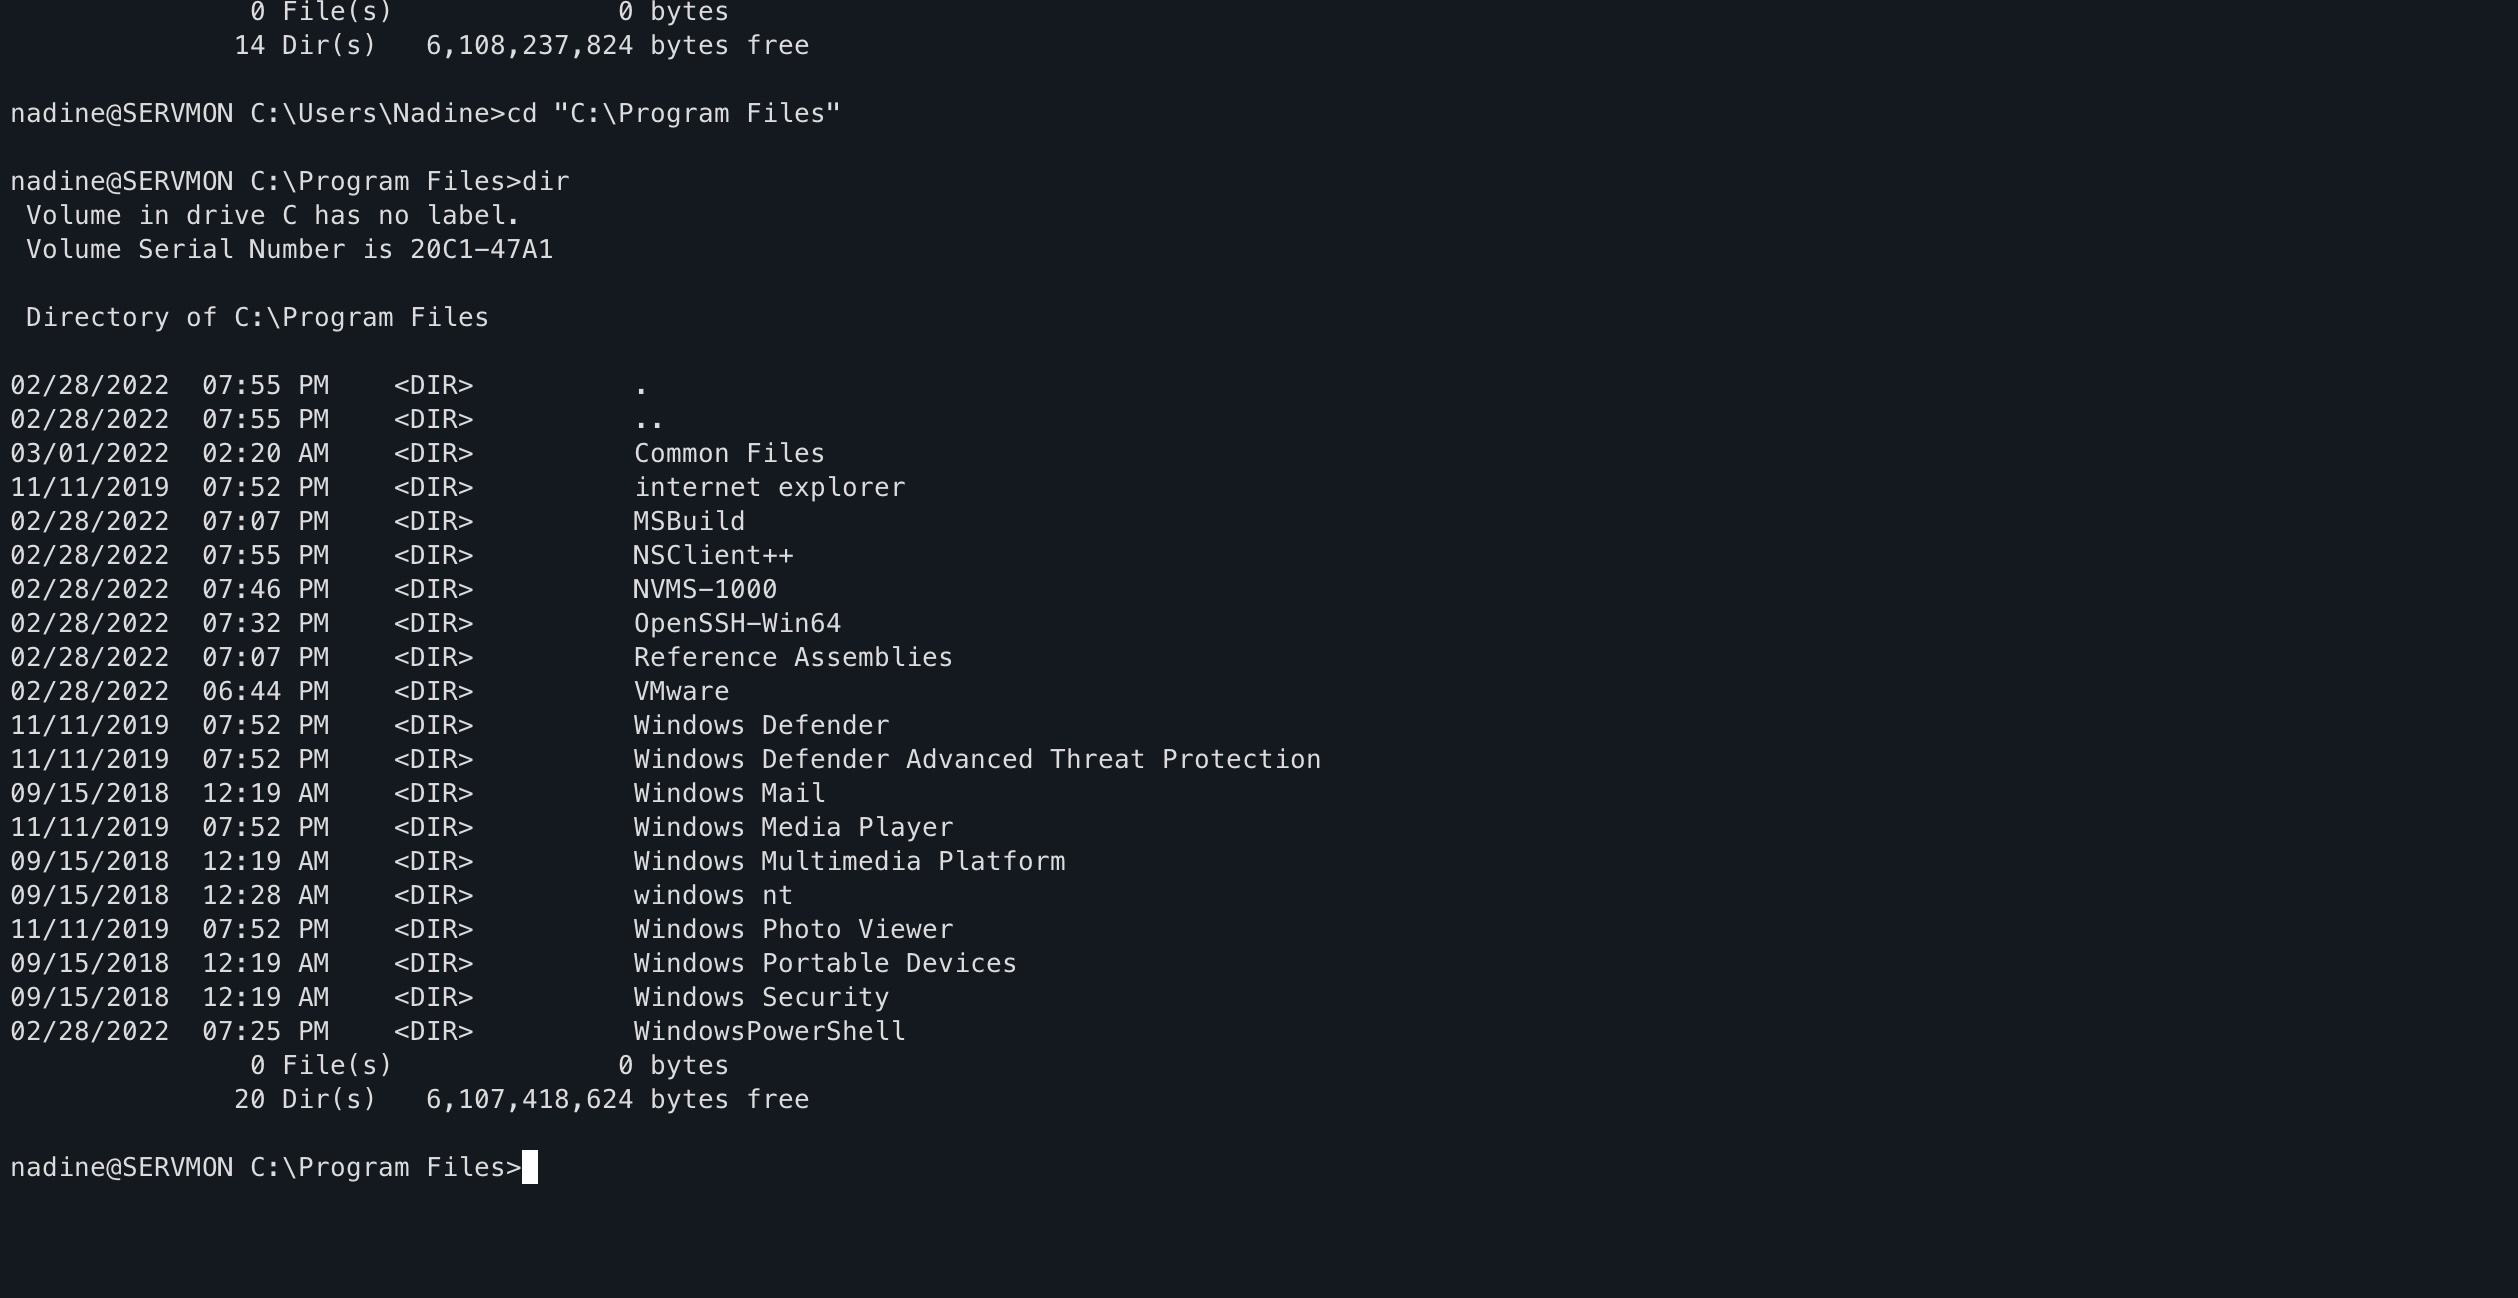 0 File(s)              0 bytes
              14 Dir(s)   6,108,237,824 bytes free
nadine@SERVMON C:\Users\Nadine>cd "C:\Program Files"
nadine@SERVMON C:\Program Files>dir
 Volume in drive C has no label.
 Volume Serial Number is 20C1-47A1
 Directory of C:\Program Files
02/28/2022  07:55 PM    <DIR>          .
02/28/2022  07:55 PM    <DIR>          ..
03/01/2022  02:20 AM    <DIR>          Common Files
11/11/2019  07:52 PM    <DIR>          internet explorer
02/28/2022  07:07 PM    <DIR>          MSBuild
02/28/2022  07:55 PM    <DIR>          NSClient++
02/28/2022  07:46 PM    <DIR>          NVMS-1000
02/28/2022  07:32 PM    <DIR>          OpenSSH-Win64
02/28/2022  07:07 PM    <DIR>          Reference Assemblies
02/28/2022  06:44 PM    <DIR>          VMware
11/11/2019  07:52 PM    <DIR>          Windows Defender
11/11/2019  07:52 PM    <DIR>          Windows Defender Advanced Threat Protection
09/15/2018  12:19 AM    <DIR>          Windows Mail
11/11/2019  07:52 PM    <DIR>          Windows Media Player
09/15/2018  12:19 AM    <DIR>          Windows Multimedia Platform
09/15/2018  12:28 AM    <DIR>          windows nt
11/11/2019  07:52 PM    <DIR>          Windows Photo Viewer
09/15/2018  12:19 AM    <DIR>          Windows Portable Devices
09/15/2018  12:19 AM    <DIR>          Windows Security
02/28/2022  07:25 PM    <DIR>          WindowsPowerShell
               0 File(s)              0 bytes
              20 Dir(s)   6,107,418,624 bytes free
nadine@SERVMON C:\Program Files>